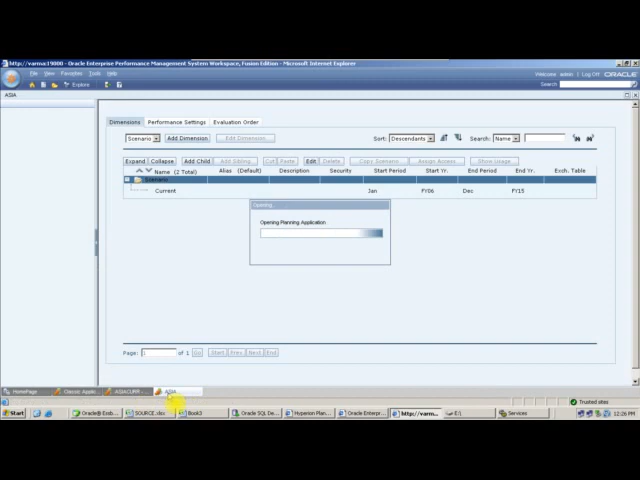 http://varma:19000 - Oracle Enterprise Performance Management System Workspace, Fusion Edition - Microsoft Internet Explorer
File View Favorites Tools Help
Welcome admin | Log Off ORACLE
Explore
Search
ASIA
Dimensions Performance Settings Evaluation Order
Scenario Add Dimension Edit Dimension
Sort: Descendants Search: Name
Expand Collapse Add Child Add Sibling Cut Paste Edit Delete Copy Scenario Assign Access Show Usage
Name (2 Total) Alias (Default) Description Security Start Period Start Yr. End Period End Yr. Exch. Table
Scenario
Current Jan FY06 Dec FY15
Opening...
Opening Planning Application
Page: 1 of 1 Go Start Prev Next End
HomePage Classic Applic... ASIACURR - ... ASIA
Trusted sites
Start Oracle@ Essb... SOURCE.xlsx Book3 Oracle SQL De... Hyperion Plan... Oracle Enterpr... http://varm... E:\ Services 12:26 PM